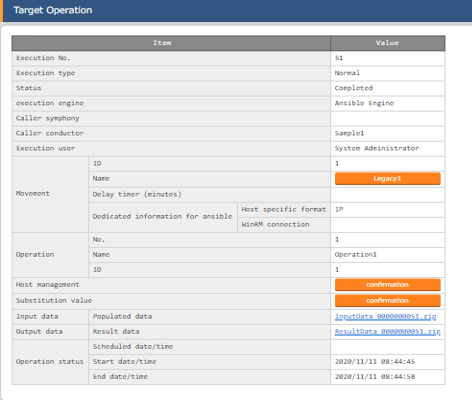 Target Operation
Item Value
Execution No. 51
Execution type Normal
Status Completed
execution engine Ansible Engine
Caller symphony
Caller conductor Sample1
Execution user System Administrator
Movement
ID 1
Name Legacy1
Delay timer (minutes)
Dedicated information for ansible
Host specific format IP
WinRM connection
Operation
No. 1
Name Operation1
ID 1
Host management confirmation
Substitution value confirmation
Input data Populated data InputData_0000000051.zip
Output data Result data ResultData_0000000051.zip
Operation status
Scheduled date/time
Start date/time 2020/11/11 08:44:45
End date/time 2020/11/11 08:44:58